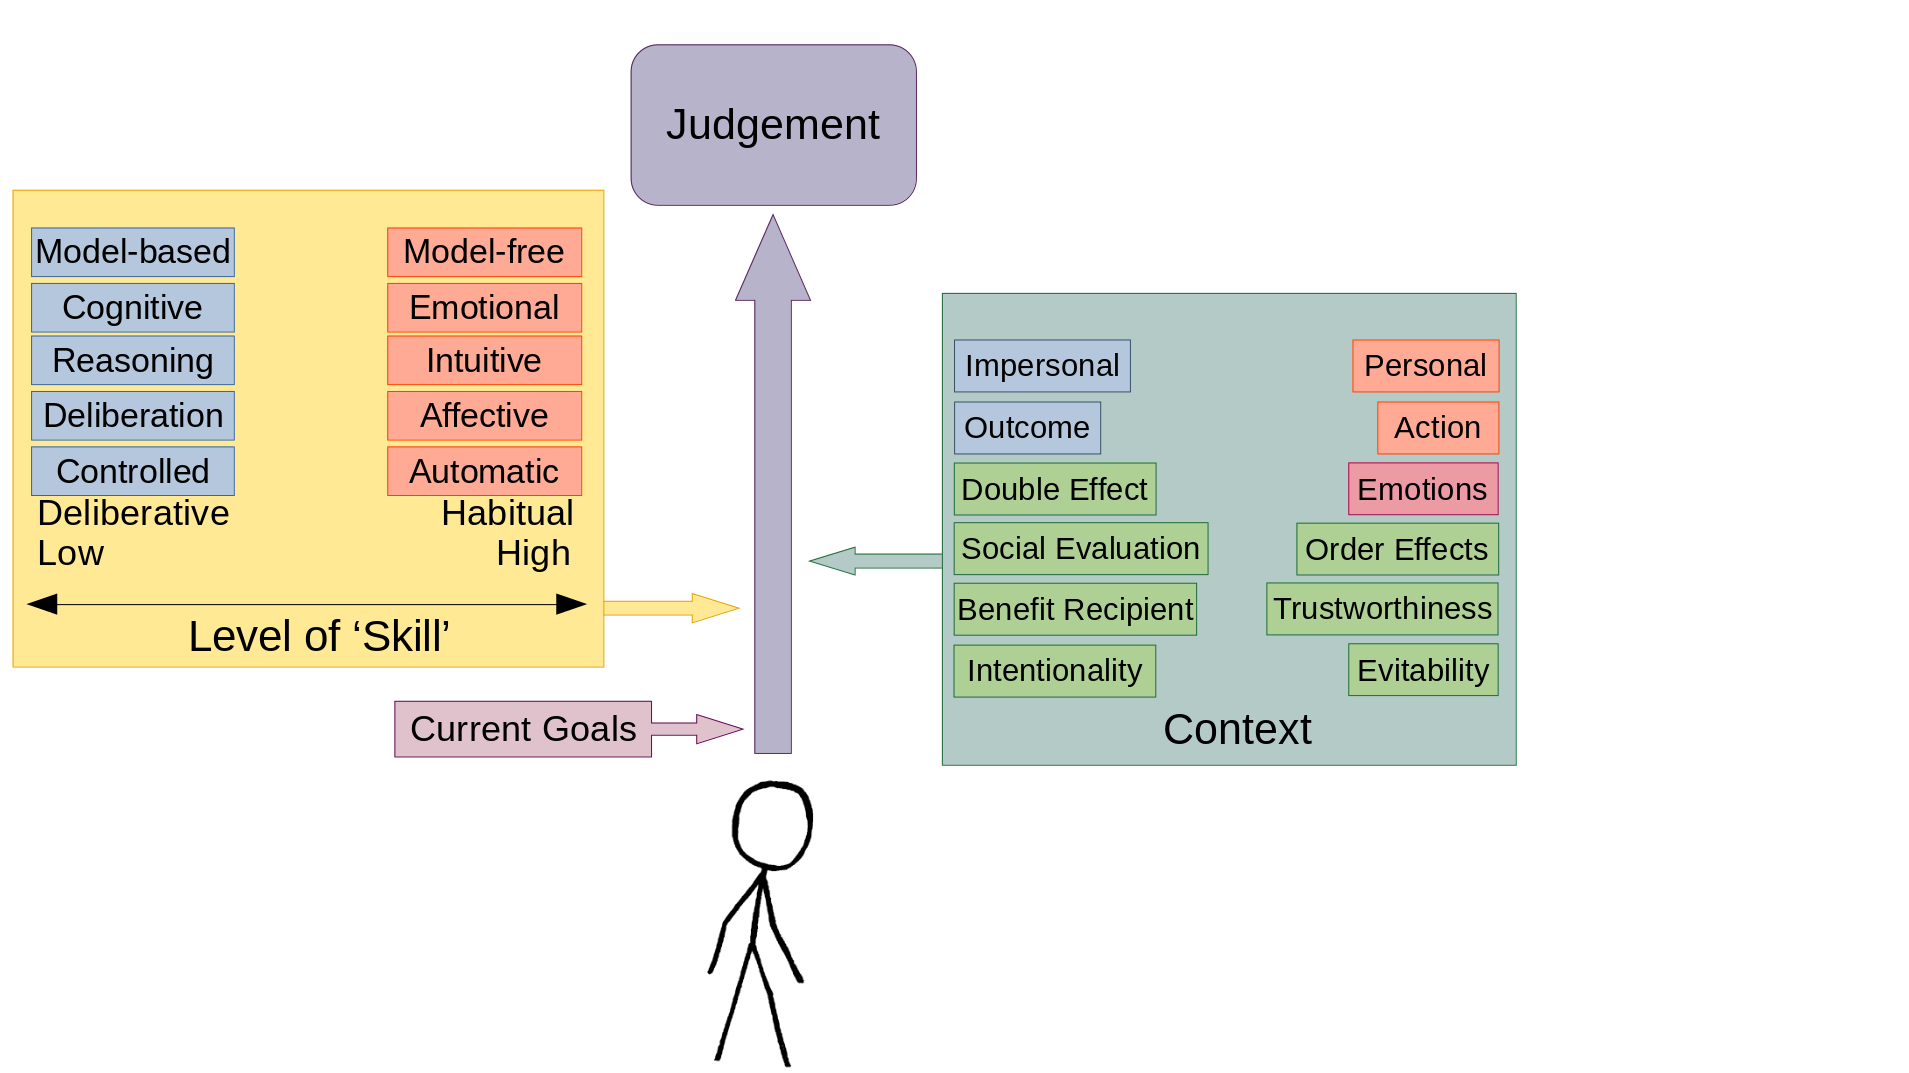 Judgement
Model-based
Cognitive
Reasoning
Deliberation
Controlled
Deliberative
Low
Model-free
Emotional
Intuitive
Affective
Automatic
Habitual
High
Level of ‘Skill’
Current Goals
Impersonal
Outcome
Double Effect
Social Evaluation
Benefit Recipient
Intentionality
Personal
Action
Emotions
Order Effects
Trustworthiness
Evitability
Context